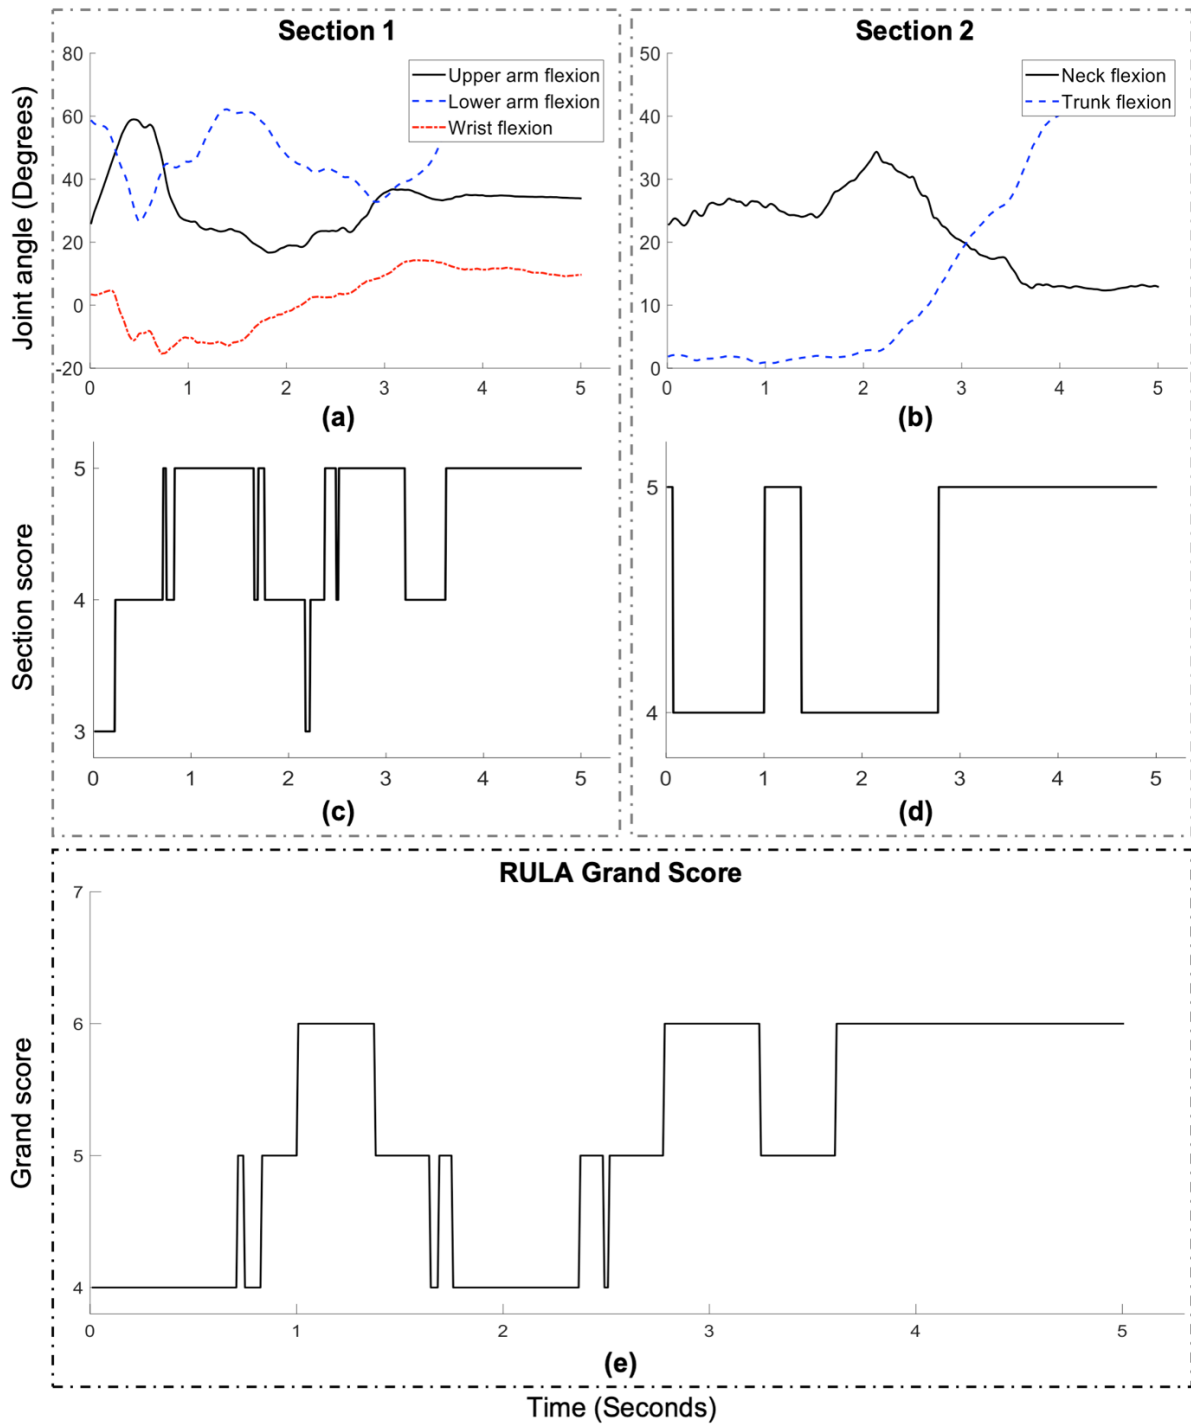 Section 1
80
60
40
20
0
-20
Joint angle (Degrees)
Upper arm flexion
Lower arm flexion
Wrist flexion
0 1 2 3 4 5
(a)
Section 2
50
40
30
20
10
0
Neck flexion
Trunk flexion
0 1 2 3 4 5
(b)
Section score
5
4
3
0 1 2 3 4 5
(c)
5
4
0 1 2 3 4 5
(d)
RULA Grand Score
Grand score
7
6
5
4
0 1 2 3 4 5
(e)
Time (Seconds)